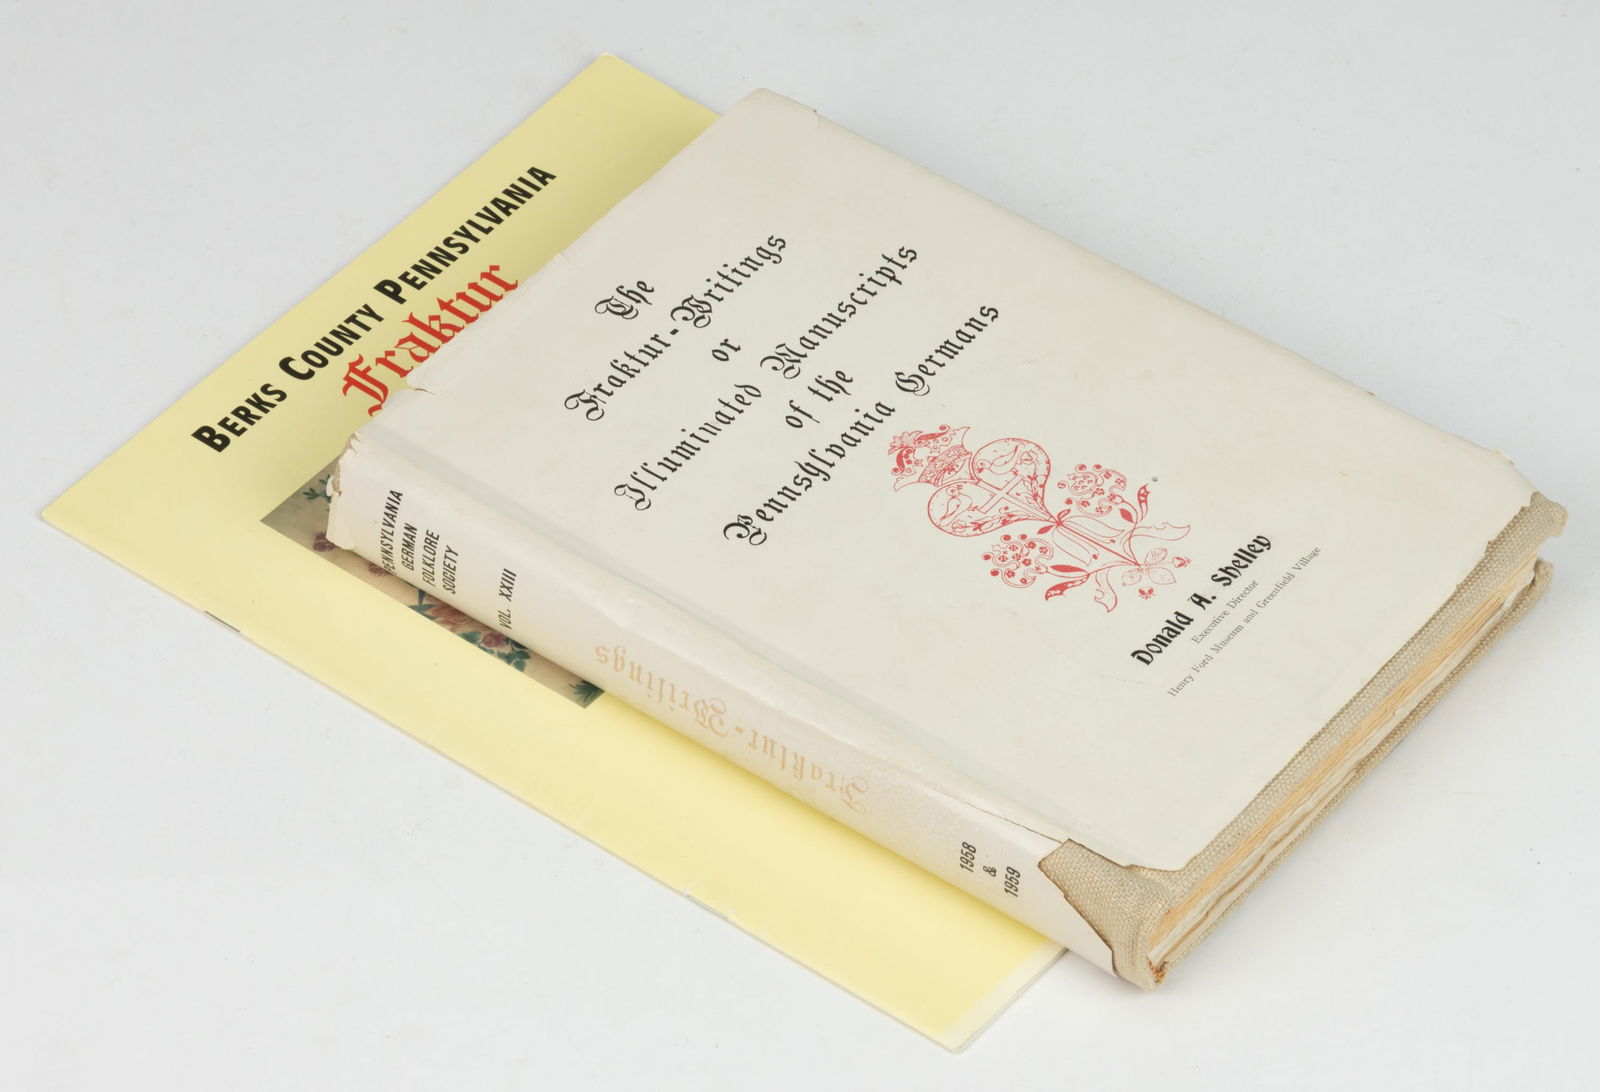 BERKS COUNTY PENNSYLVANIA
Fraktur
The
Fraktur-Writings
or
Illuminated Manuscripts
of the
Pennsylvania Germans
Donald A. Shelley
Executive Director
Henry Ford Museum and Greenfield Village
PENNSYLVANIA
GERMAN
FOLKLORE
SOCIETY
VOL. XXIII
Fraktur-Writings
1958
&
1959